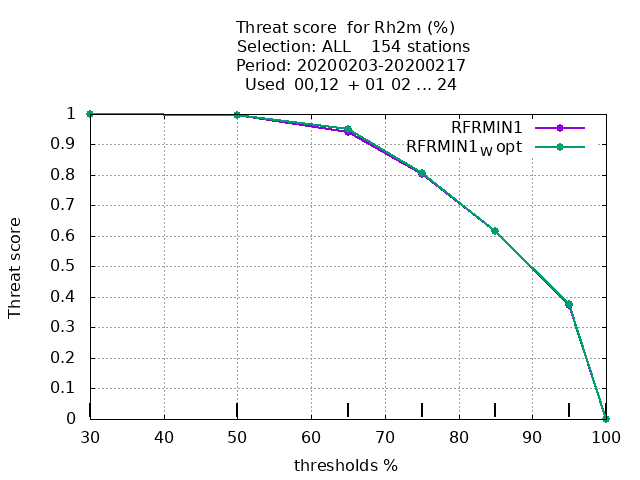 Threat score  for Rh2m (%)
Selection: ALL    154 stations
Period: 20200203-20200217
Used  00,12  + 01 02 ... 24
RFRMIN1
RFRMIN1W opt
1
0.9
0.8
0.7
0.6
0.5
0.4
0.3
0.2
0.1
0
Threat score
30 40 50 60 70 80 90 100
thresholds %